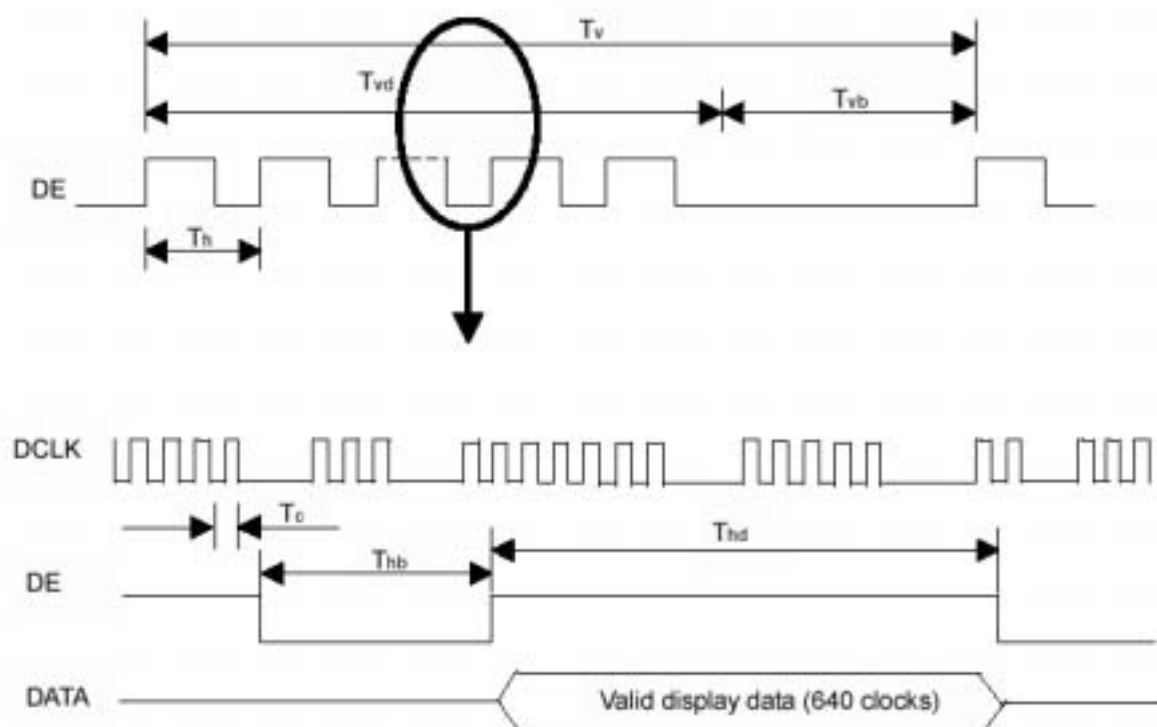 Tv
Tvd
Tvb
DE
Th
DCLK
Tc
Thd
Thb
DE
DATA
Valid display data (640 clocks)